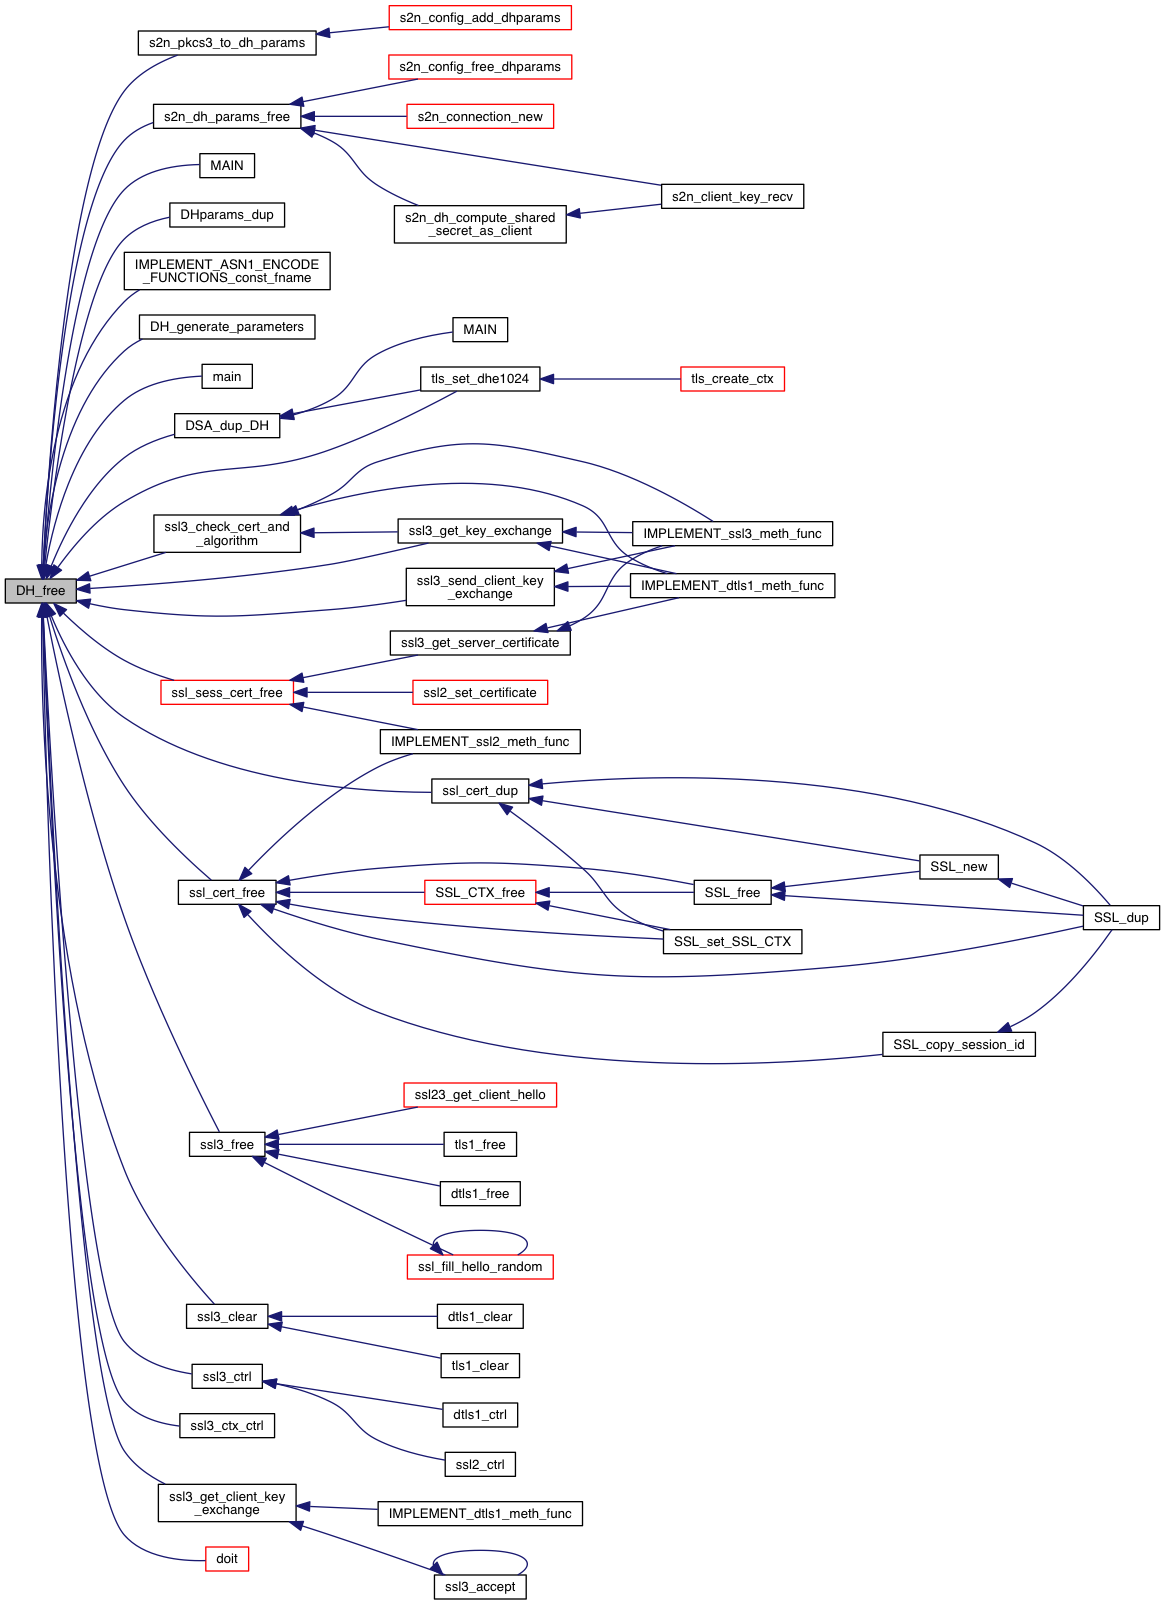 s2n_config_add_dhparams
s2n_pkcs3_to_dh_params
s2n_config_free_dhparams
s2n_dh_params_free
s2n_connection_new
MAIN
s2n_client_key_recv
DHparams_dup
s2n_dh_compute_shared
_secret_as_client
IMPLEMENT_ASN1_ENCODE
_FUNCTIONS_const_fname
DH_generate_parameters
MAIN
main
tls_set_dhe1024
tls_create_ctx
DSA_dup_DH
ssl3_check_cert_and
_algorithm
ssl3_get_key_exchange
IMPLEMENT_ssl3_meth_func
DH_free
ssl3_send_client_key
_exchange
IMPLEMENT_dtls1_meth_func
ssl3_get_server_certificate
ssl_sess_cert_free
ssl2_set_certificate
IMPLEMENT_ssl2_meth_func
ssl_cert_dup
SSL_new
ssl_cert_free
SSL_CTX_free
SSL_free
SSL_dup
SSL_set_SSL_CTX
SSL_copy_session_id
ssl23_get_client_hello
ssl3_free
tls1_free
dtls1_free
ssl_fill_hello_random
ssl3_clear
dtls1_clear
tls1_clear
ssl3_ctrl
dtls1_ctrl
ssl3_ctx_ctrl
ssl2_ctrl
ssl3_get_client_key
_exchange
IMPLEMENT_dtls1_meth_func
doit
ssl3_accept